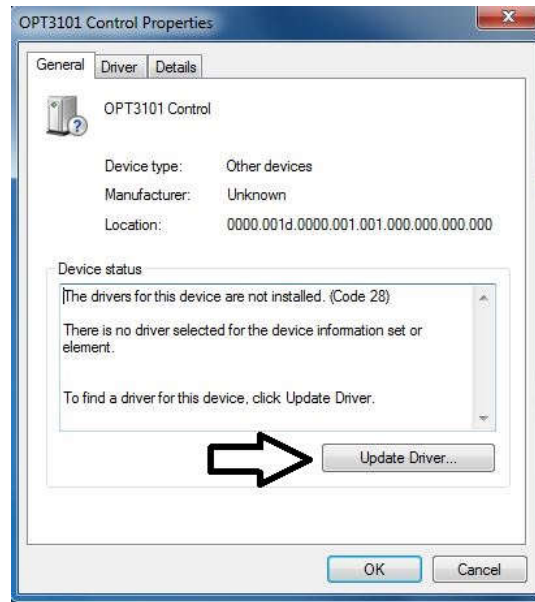 OPT3101 Control Properties
General Driver Details
OPT3101 Control
Device type: Other devices
Manufacturer: Unknown
Location: 0000.001d.0000.001.001.000.000.000
Device status
The drivers for this device are not installed. (Code 28)
There is no driver selected for the device information set or
element.
To find a driver for this device, click Update Driver.
Update Driver...
OK Cancel